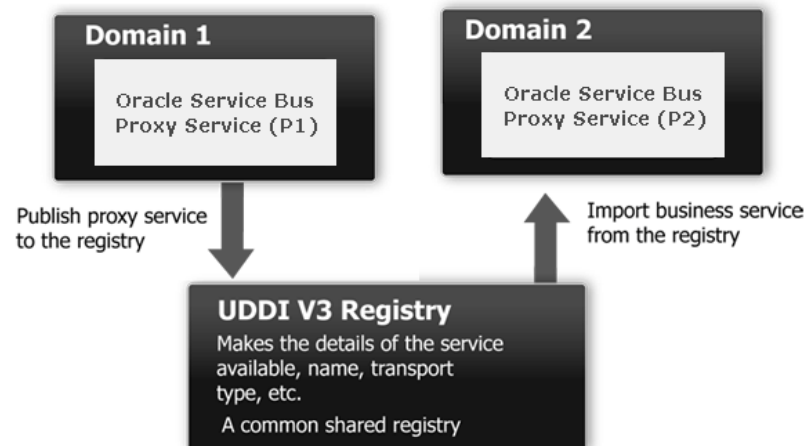 Domain 1
Oracle Service Bus
Proxy Service (P1)
Domain 2
Oracle Service Bus
Proxy Service (P2)
Publish proxy service
to the registry
Import business service
from the registry
UDDI V3 Registry
Makes the details of the service
available, name, transport
type, etc.
A common shared registry